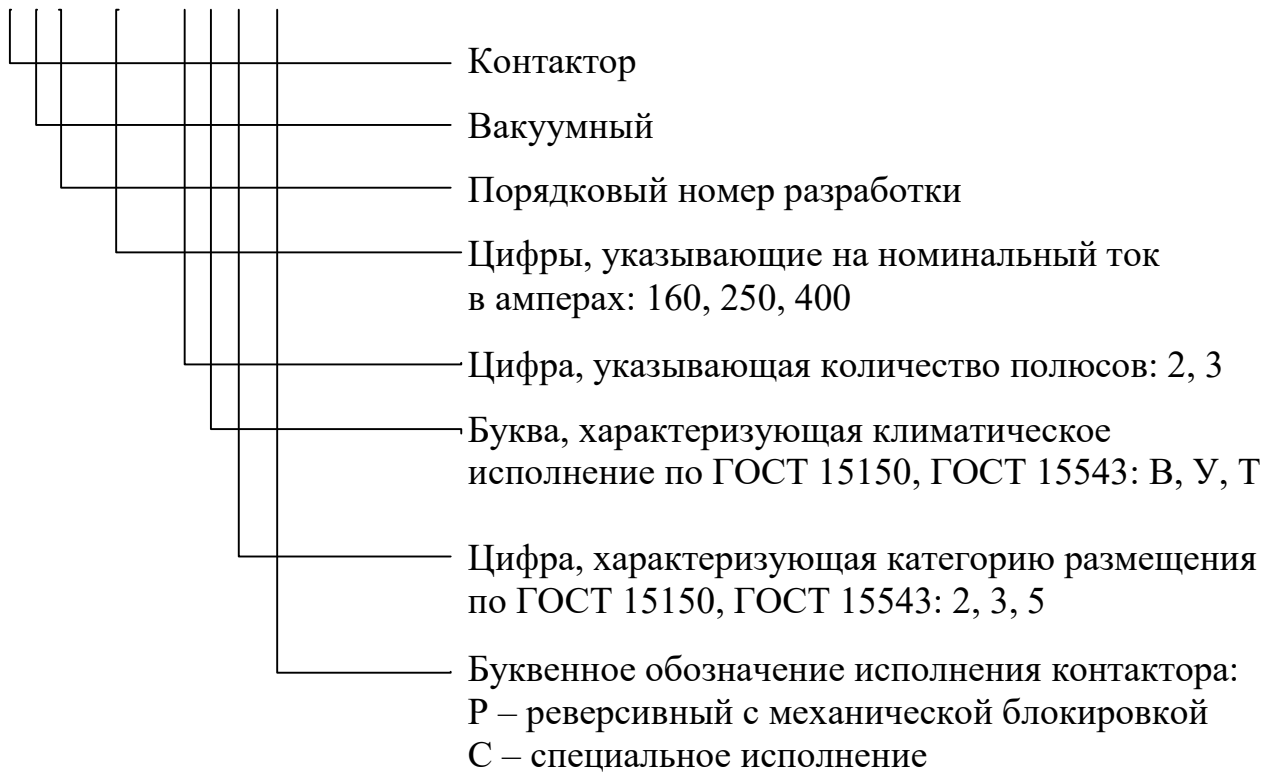 Контактор
Вакуумный
Порядковый номер разработки
Цифры, указывающие на номинальный ток
в амперах: 160, 250, 400
Цифра, указывающая количество полюсов: 2, 3
Буква, характеризующая климатическое
исполнение по ГОСТ 15150, ГОСТ 15543: В, У, Т
Цифра, характеризующая категорию размещения
по ГОСТ 15150, ГОСТ 15543: 2, 3, 5
Буквенное обозначение исполнения контактора:
Р – реверсивный с механической блокировкой
С – специальное исполнение